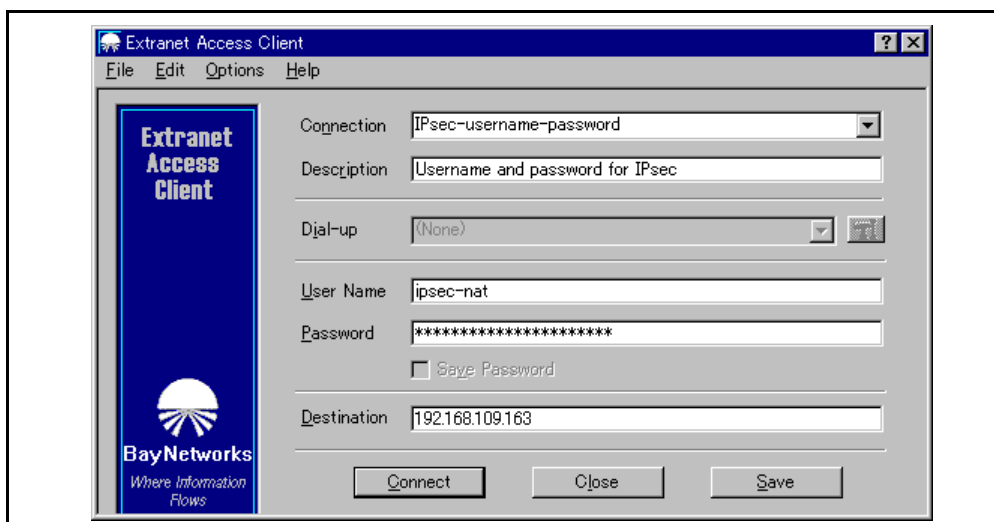 Extranet Access Client
File Edit Options Help
Extranet
Access
Client
Connection IPsec-username-password
Description Username and password for IPsec
Dial-up (None)
User Name ipsec-nat
Password **********************
Save Password
Destination 192.168.109.163
BayNetworks
Where Information
Flows
Connect Close Save